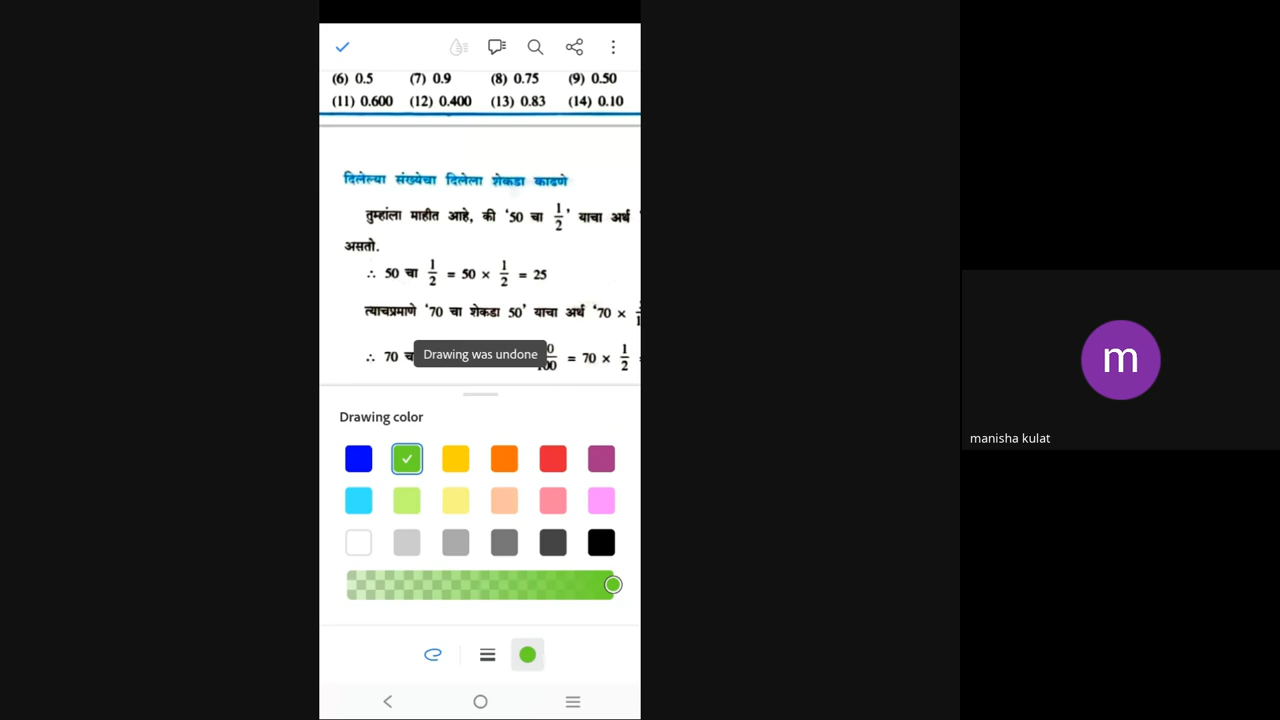 (6) 0.5 (7) 0.9 (8) 0.75 (9) 0.50
(11) 0.600 (12) 0.400 (13) 0.83 (14) 0.10
दिलेल्या संख्येचा दिलेला शेकडा काढणे
तुम्हांला माहीत आहे, की ‘50 चा 1/2’ याचा अर्थ ‘
असतो.
∴ 50 चा 1/2 = 50 × 1/2 = 25
त्याचप्रमाणे ‘70 चा शेकडा 50’ याचा अर्थ ‘70 ×
∴ 70 = 70 × 1/2 =
Drawing was undone
Drawing color
m
manisha kulat